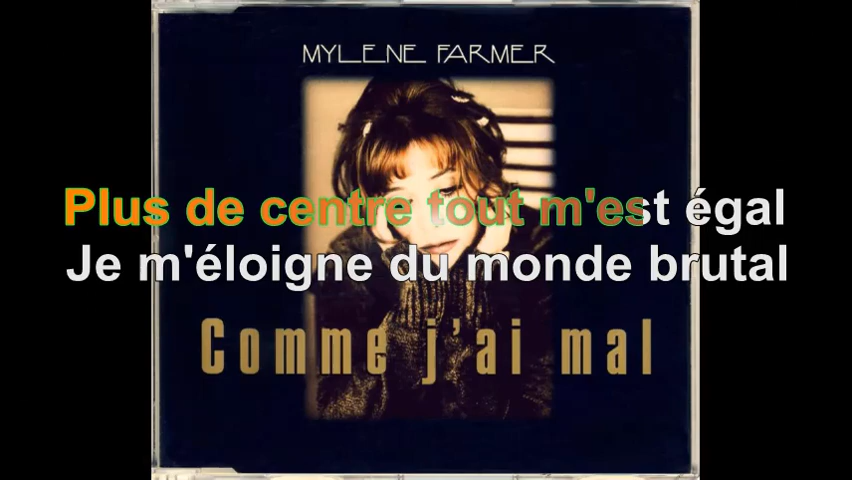 MYLENE FARMER
Plus de centre tout m'est égal
Je m'éloigne du monde brutal
Comme j'ai mal